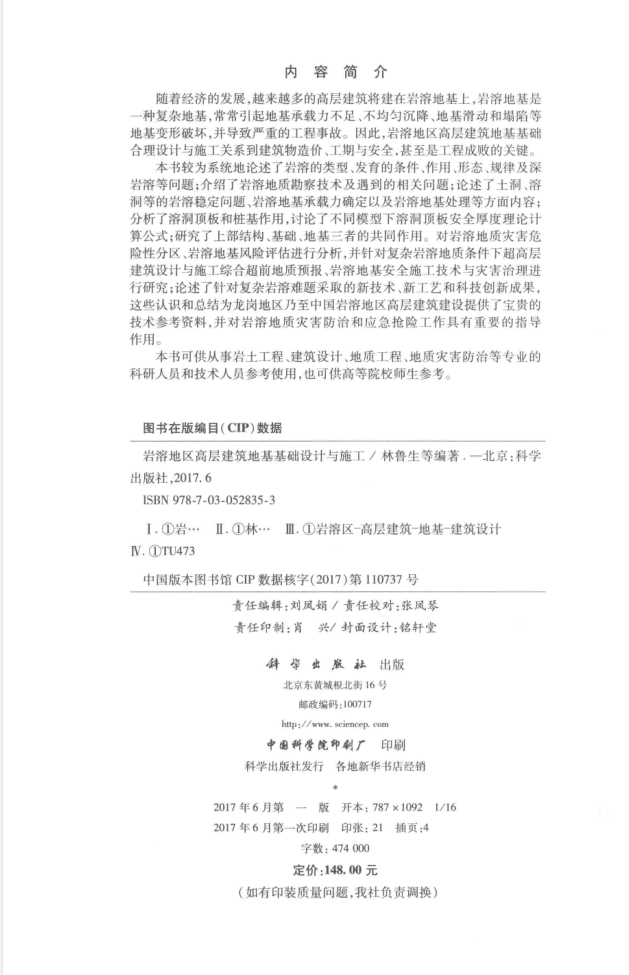 内 容 简 介
随着经济的发展,越来越多的高层建筑将建在岩溶地基上,岩溶地基是
一种复杂地基,常常引起地基承载力不足、不均匀沉降、地基滑动和塌陷等
地基变形破坏,并导致严重的工程事故。因此,岩溶地区高层建筑地基基础
合理设计与施工关系到建筑物造价、工期与安全,甚至是工程成败的关键。
本书较为系统地论述了岩溶的类型、发育的条件、作用、形态、规律及深
岩溶等问题;介绍了岩溶地质勘察技术及遇到的相关问题;论述了土洞、溶
洞等的岩溶稳定问题、岩溶地基承载力确定以及岩溶地基处理等方面内容;
分析了溶洞顶板和桩基作用,讨论了不同模型下溶洞顶板安全厚度理论计
算公式;研究了上部结构、基础、地基三者的共同作用。对岩溶地质灾害危
险性分区、岩溶地基风险评估进行分析,并针对复杂岩溶地质条件下超高层
建筑设计与施工综合超前地质预报、岩溶地基安全施工技术与灾害治理进
行研究;论述了针对复杂岩溶难题采取的新技术、新工艺和科技创新成果,
这些认识和总结为龙岗地区乃至中国岩溶地区高层建筑建设提供了宝贵的
技术参考资料,并对岩溶地质灾害防治和应急抢险工作具有重要的指导
作用。
本书可供从事岩土工程、建筑设计、地质工程、地质灾害防治等专业的
科研人员和技术人员参考使用,也可供高等院校师生参考。
图书在版编目(CIP)数据
岩溶地区高层建筑地基基础设计与施工 / 林鲁生等编著. —北京:科学
出版社,2017.6
ISBN 978-7-03-052835-3
Ⅰ.①岩… Ⅱ.①林… Ⅲ.①岩溶区-高层建筑-地基-建筑设计
Ⅳ.①TU473
中国版本图书馆 CIP 数据核字(2017)第 110737 号
责任编辑:刘凤娟 / 责任校对:张凤琴
责任印制:肖 兴/ 封面设计:铭轩堂
科学出版社 出版
北京东黄城根北街 16 号
邮政编码:100717
http://www.sciencep.com
中国科学院印刷厂 印刷
科学出版社发行 各地新华书店经销
*
2017 年 6 月第 一 版 开本:787×1092 1/16
2017 年 6 月第一次印刷 印张:21 插页:4
字数:474 000
定价:148.00 元
(如有印装质量问题,我社负责调换)